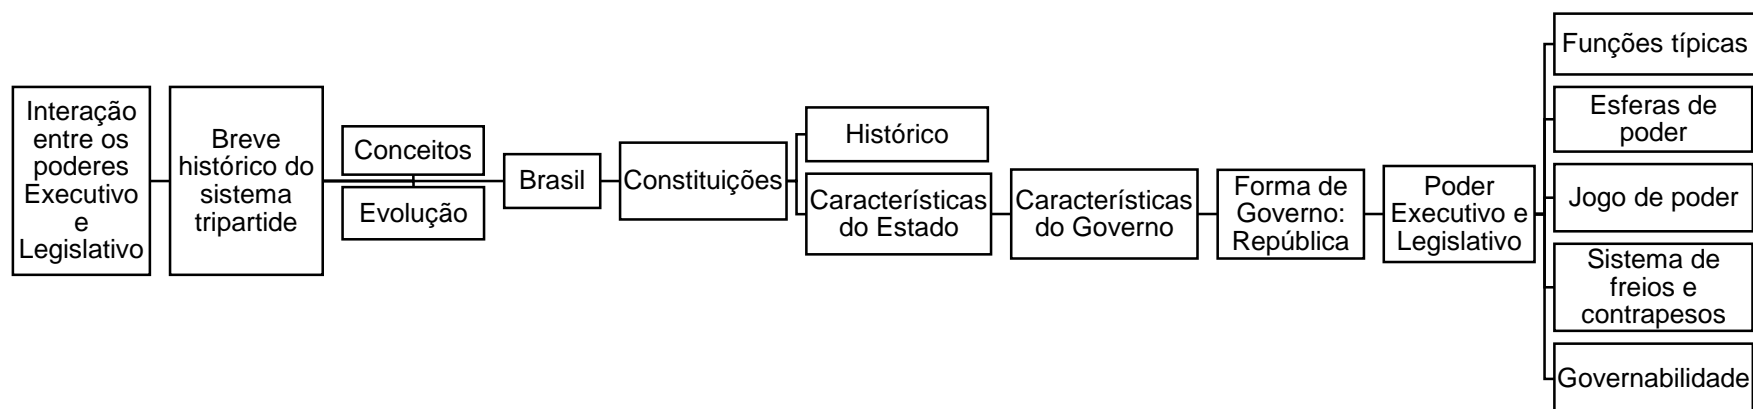 Interação
entre os
poderes
Executivo
e
Legislativo
Breve
histórico do
sistema
tripartide
Conceitos
Evolução
Brasil
Constituições
Histórico
Características
do Estado
Características
do Governo
Forma de
Governo:
República
Poder
Executivo e
Legislativo
Funções típicas
Esferas de
poder
Jogo de poder
Sistema de
freios e
contrapesos
Governabilidade